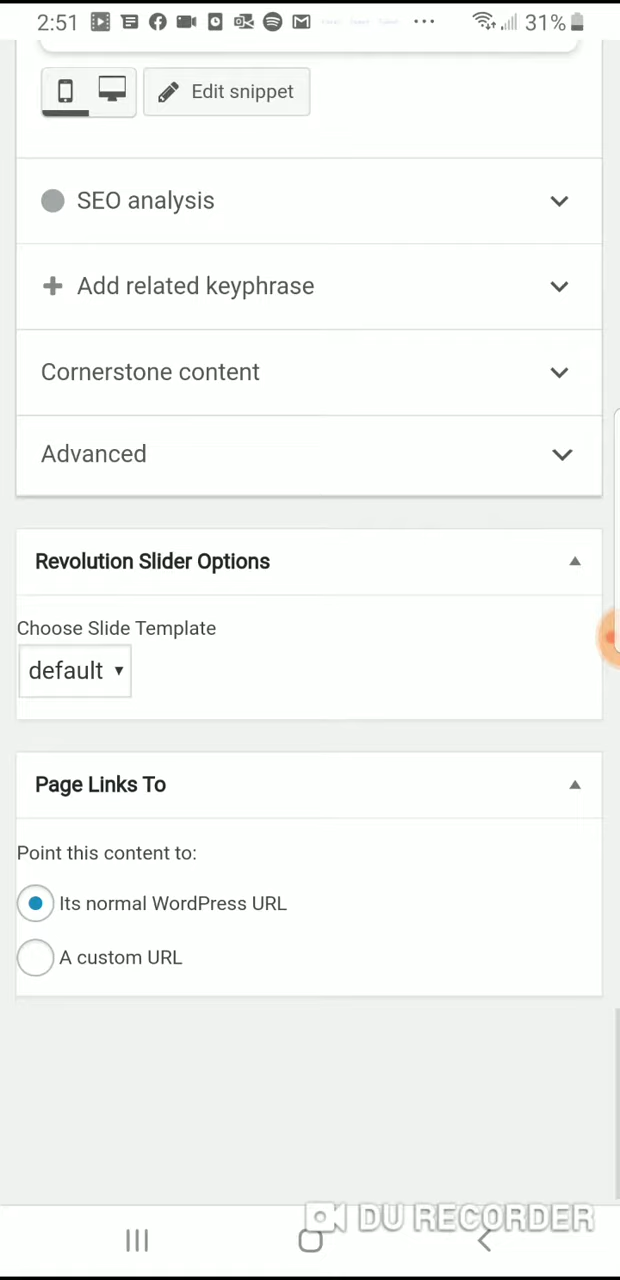 2:51
31%
Edit snippet
SEO analysis
Add related keyphrase
Cornerstone content
Advanced
Revolution Slider Options
Choose Slide Template
default
Page Links To
Point this content to:
Its normal WordPress URL
A custom URL
DU RECORDER